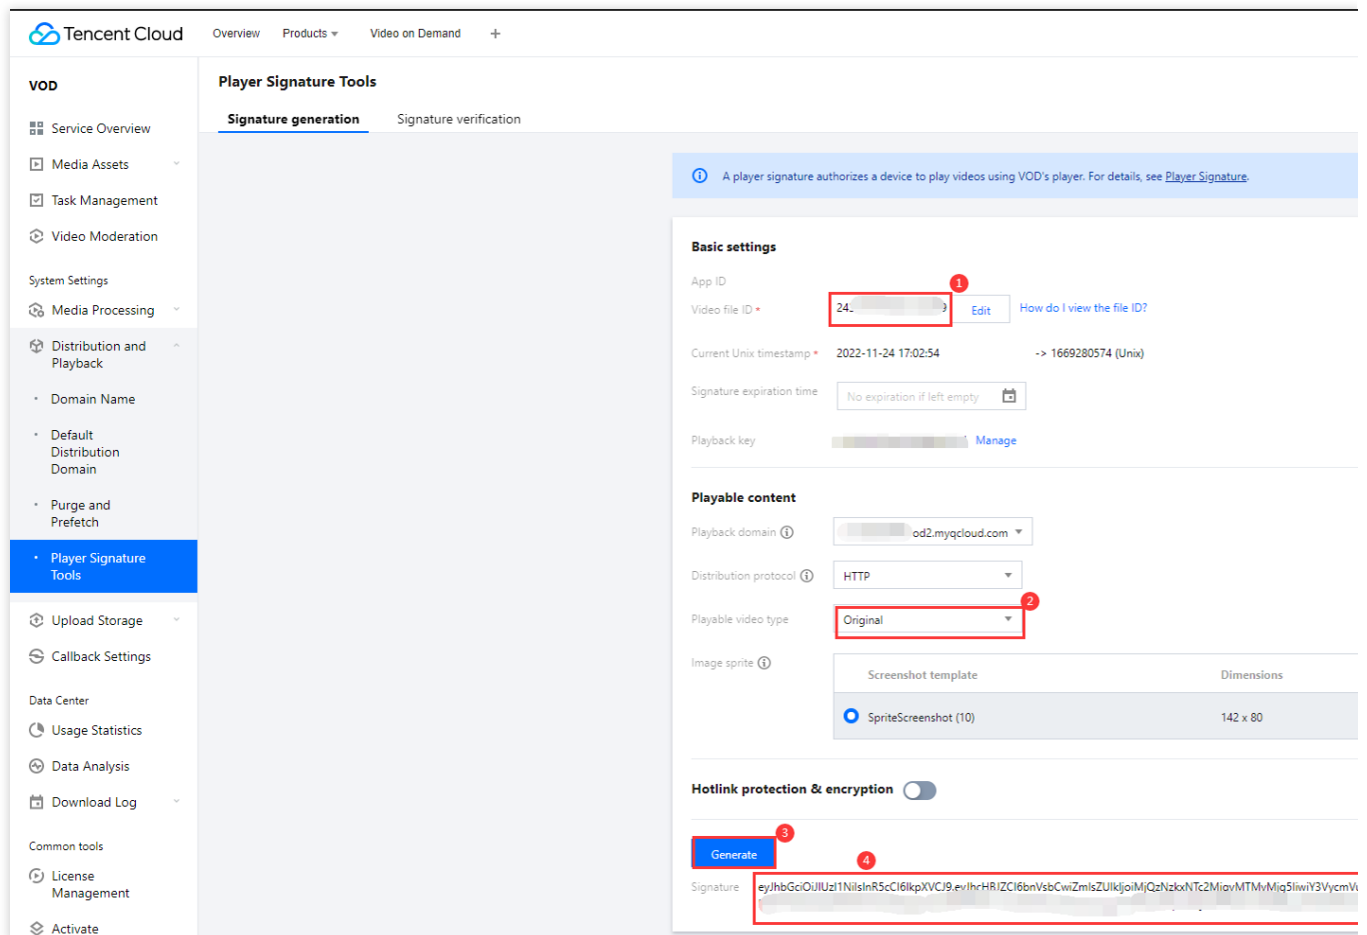 Tencent Cloud
Overview
Products
Video on Demand
+
VOD
Service Overview
Media Assets
Task Management
Video Moderation
System Settings
Media Processing
Distribution and
Playback
Domain Name
Default
Distribution
Domain
Purge and
Prefetch
Player Signature
Tools
Upload Storage
Callback Settings
Data Center
Usage Statistics
Data Analysis
Download Log
Common tools
License
Management
Activate
Player Signature Tools
Signature generation
Signature verification
A player signature authorizes a device to play videos using VOD's player. For details, see Player Signature.
Basic settings
App ID
1
Video file ID *
Edit
How do I view the file ID?
Current Unix timestamp * 2022-11-24 17:02:54 -> 1669280574 (Unix)
Signature expiration time No expiration if left empty
Playback key Manage
Playable content
Playback domain od2.myqcloud.com
Distribution protocol HTTP
2
Playable video type Original
Image sprite
Screenshot template Dimensions
SpriteScreenshot (10) 142 x 80
Hotlink protection & encryption
3
Generate
4
Signature